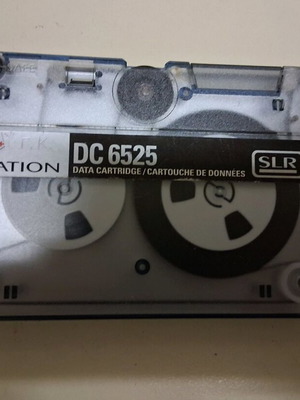 DC 6525
ATION
DATA CARTRIDGE / CARTOUCHE DE DONNÉES
SLR